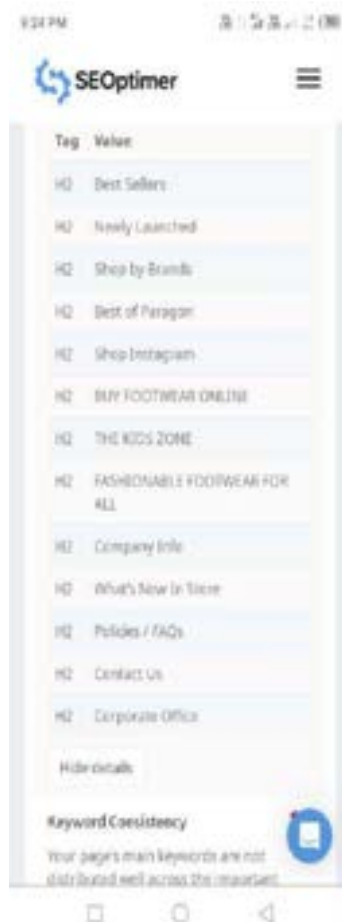 9:24 PM
SEOptimer
Tag Value
H2 Best Sellers
H2 Newly Launched
H2 Shop by Brands
H2 Best of Paragon
H2 Shop Instagram
H2 BUY FOOTWEAR ONLINE
H2 THE KIDS ZONE
H2 FASHIONABLE FOOTWEAR FOR
ALL
H2 Company Info
H2 What's New In Store
H2 Policies / FAQs
H2 Contact Us
H2 Corporate Office
Hide details
Keyword Consistency
Your page's main keywords are not
distributed well across the important